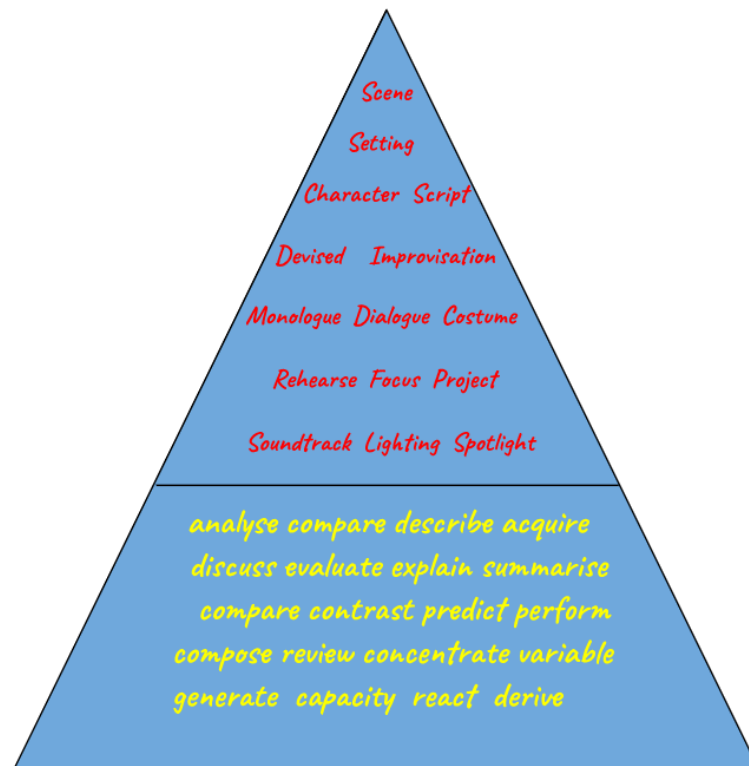 Scene
Setting
Character Script
Devised Improvisation
Monologue Dialogue Costume
Rehearse Focus Project
Soundtrack Lighting Spotlight
analyse compare describe acquire
discuss evaluate explain summarise
compare contrast predict perform
compose review concentrate variable
generate capacity react derive